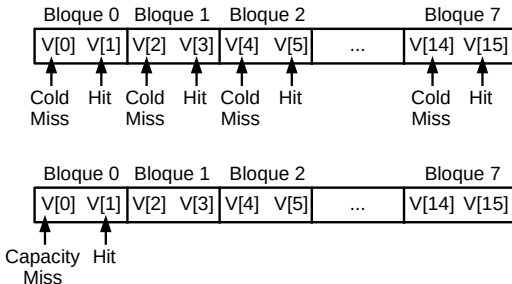 Bloque 0 Bloque 1 Bloque 2 Bloque 7
V[0] V[1] V[2] V[3] V[4] V[5] ... V[14] V[15]
Cold Hit Cold Hit Cold Hit Cold Hit
Miss Miss Miss Miss
Bloque 0 Bloque 1 Bloque 2 Bloque 7
V[0] V[1] V[2] V[3] V[4] V[5] ... V[14] V[15]
Capacity Hit
Miss